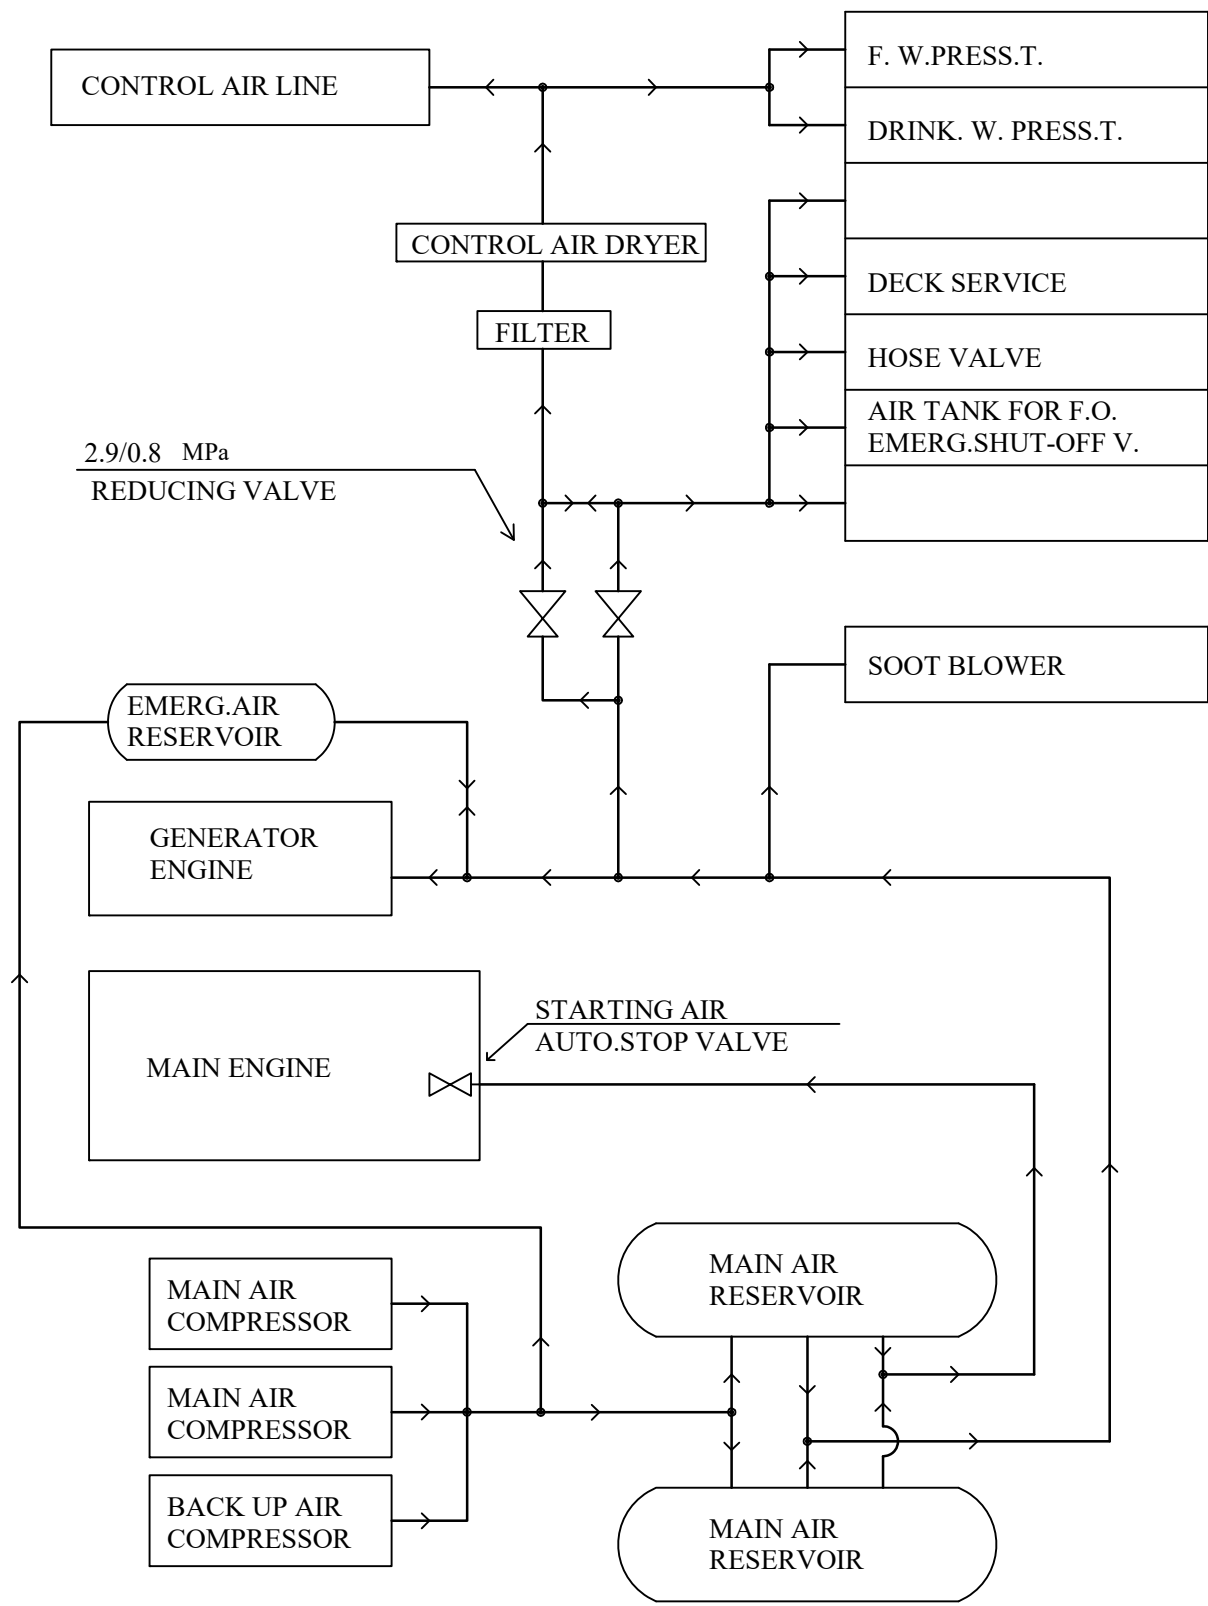 F. W.PRESS.T.
CONTROL AIR LINE
DRINK. W. PRESS.T.
CONTROL AIR DRYER
DECK SERVICE
FILTER
HOSE VALVE
AIR TANK FOR F.O.
EMERG.SHUT-OFF V.
2.9/0.8 MPa
REDUCING VALVE
SOOT BLOWER
EMERG.AIR
RESERVOIR
GENERATOR
ENGINE
STARTING AIR
AUTO.STOP VALVE
MAIN ENGINE
MAIN AIR
RESERVOIR
MAIN AIR
COMPRESSOR
MAIN AIR
COMPRESSOR
BACK UP AIR
COMPRESSOR
MAIN AIR
RESERVOIR